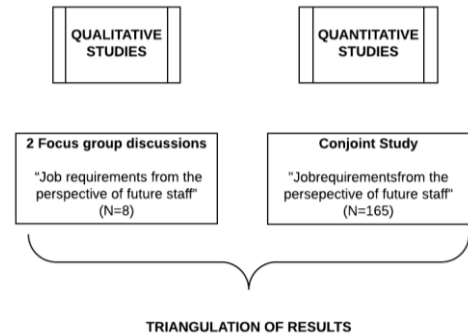 QUALITATIVE
STUDIES
QUANTITATIVE
STUDIES
2 Focus group discussions
"Job requirements from the
perspective of future staff"
(N=8)
Conjoint Study
"Jobrequirementsfrom the
persepective of future staff"
(N=165)
TRIANGULATION OF RESULTS